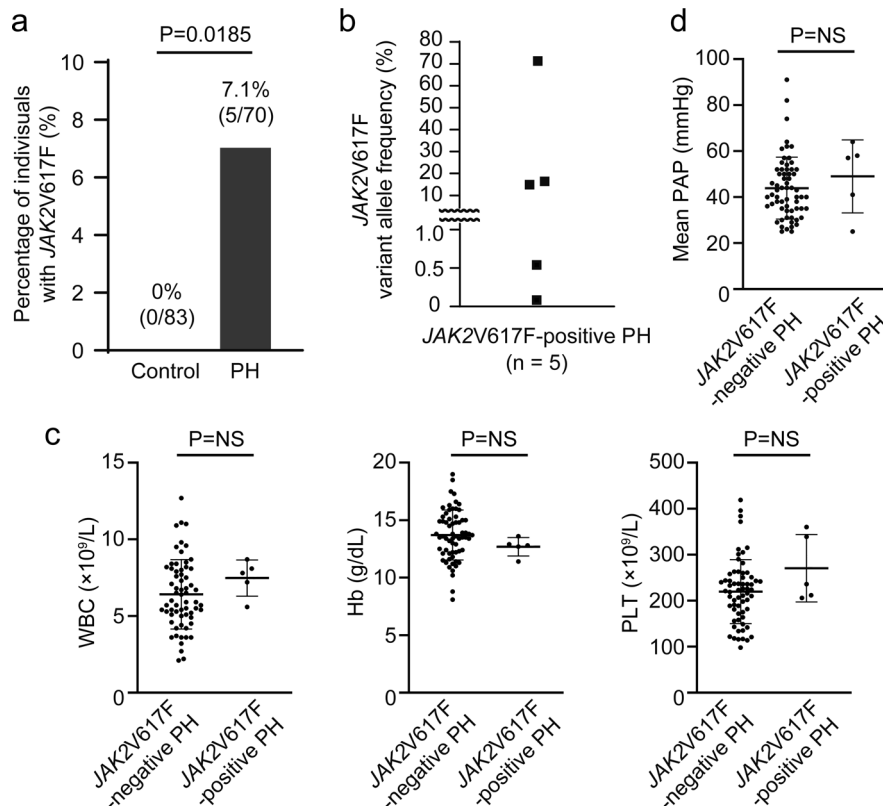 a
P=0.0185
Percentage of indivisuals
with JAK2V617F (%)
10
8
6
4
2
0
0%
(0/83)
7.1%
(5/70)
Control
PH
b
JAK2V617F
variant allele frequency (%)
80
70
60
50
40
30
20
10
1.0
0.5
0
JAK2V617F-positive PH
(n = 5)
d
P=NS
Mean PAP (mmHg)
100
80
60
40
20
0
JAK2V617F
-negative PH
JAK2V617F
-positive PH
c
P=NS
WBC (×10⁹/L)
15
10
5
0
JAK2V617F
-negative PH
JAK2V617F
-positive PH
P=NS
Hb (g/dL)
20
15
10
5
0
JAK2V617F
-negative PH
JAK2V617F
-positive PH
P=NS
PLT (×10⁹/L)
500
400
300
200
100
0
JAK2V617F
-negative PH
JAK2V617F
-positive PH